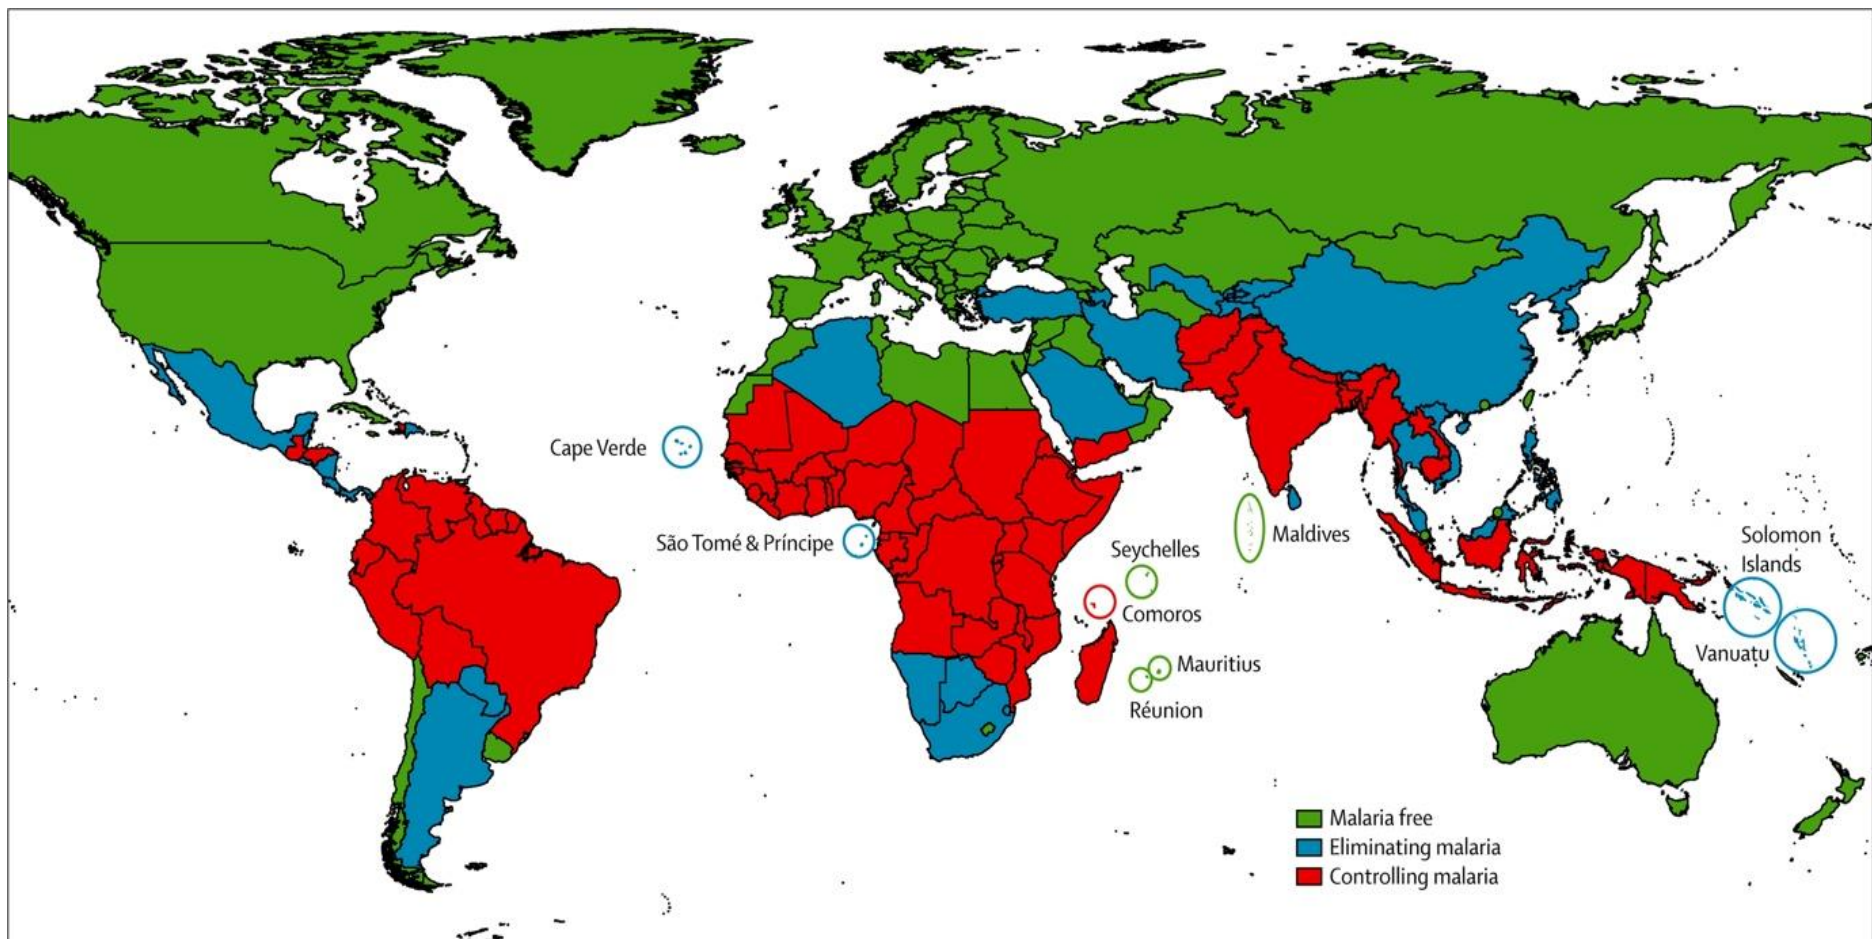 Cape Verde
São Tomé & Príncipe
Seychelles
Comoros
Mauritius
Réunion
Maldives
Solomon
Islands
Vanuatu
Malaria free
Eliminating malaria
Controlling malaria